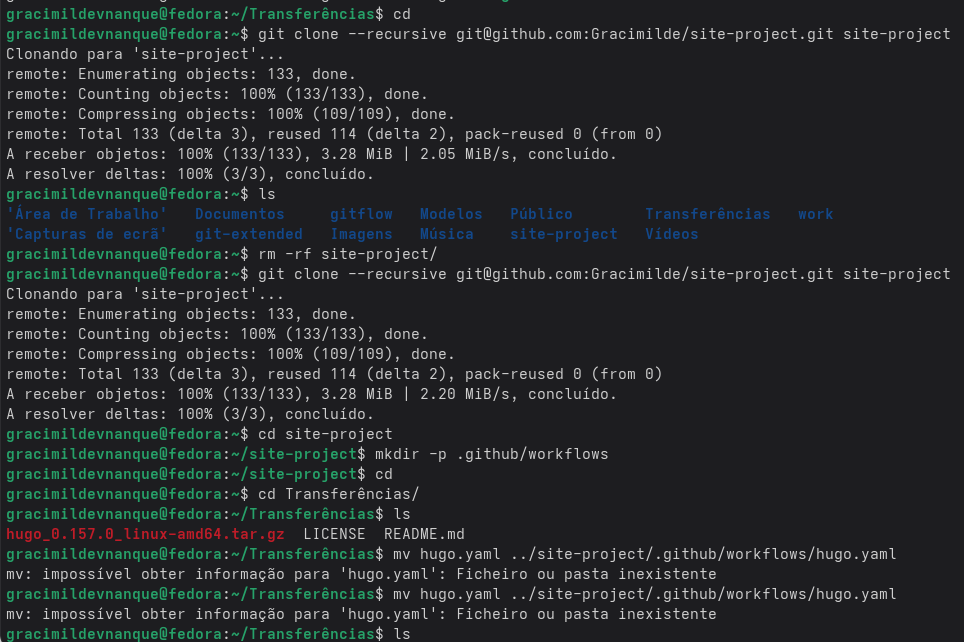 gracimildevnanque@fedora:~/Transferências$ cd
gracimildevnanque@fedora:~$ git clone --recursive git@github.com:Gracimilde/site-project.git site-project
Clonando para 'site-project'...
remote: Enumerating objects: 133, done.
remote: Counting objects: 100% (133/133), done.
remote: Compressing objects: 100% (109/109), done.
remote: Total 133 (delta 3), reused 114 (delta 2), pack-reused 0 (from 0)
A receber objetos: 100% (133/133), 3.28 MiB | 2.05 MiB/s, concluído.
A resolver deltas: 100% (3/3), concluído.
gracimildevnanque@fedora:~$ ls
'Área de Trabalho'   Documentos     gitflow   Modelos   Público        Transferências   work
'Capturas de ecrã'   git-extended   Imagens   Música    site-project   Vídeos
gracimildevnanque@fedora:~$ rm -rf site-project/
gracimildevnanque@fedora:~$ git clone --recursive git@github.com:Gracimilde/site-project.git site-project
Clonando para 'site-project'...
remote: Enumerating objects: 133, done.
remote: Counting objects: 100% (133/133), done.
remote: Compressing objects: 100% (109/109), done.
remote: Total 133 (delta 3), reused 114 (delta 2), pack-reused 0 (from 0)
A receber objetos: 100% (133/133), 3.28 MiB | 2.20 MiB/s, concluído.
A resolver deltas: 100% (3/3), concluído.
gracimildevnanque@fedora:~$ cd site-project
gracimildevnanque@fedora:~/site-project$ mkdir -p .github/workflows
gracimildevnanque@fedora:~/site-project$ cd
gracimildevnanque@fedora:~$ cd Transferências/
gracimildevnanque@fedora:~/Transferências$ ls
hugo_0.157.0_linux-amd64.tar.gz  LICENSE  README.md
gracimildevnanque@fedora:~/Transferências$ mv hugo.yaml ../site-project/.github/workflows/hugo.yaml
mv: impossível obter informação para 'hugo.yaml': Ficheiro ou pasta inexistente
gracimildevnanque@fedora:~/Transferências$ mv hugo.yaml ../site-project/.github/workflows/hugo.yaml
mv: impossível obter informação para 'hugo.yaml': Ficheiro ou pasta inexistente
gracimildevnanque@fedora:~/Transferências$ ls